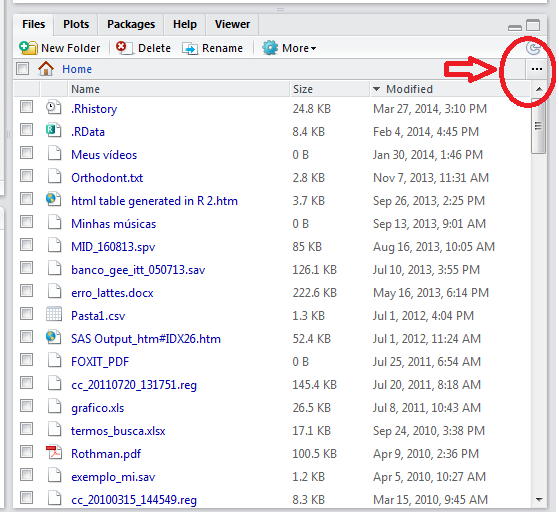 Files Plots Packages Help Viewer
New Folder Delete Rename More
Home ...
Name Size Modified
.Rhistory 24.8 KB Mar 27, 2014, 3:10 PM
.RData 8.4 KB Feb 4, 2014, 4:45 PM
Meus vídeos 0 B Jan 30, 2014, 1:46 PM
Orthodont.txt 2.8 KB Nov 7, 2013, 11:31 AM
html table generated in R 2.htm 3.7 KB Sep 26, 2013, 2:25 PM
Minhas músicas 0 B Sep 13, 2013, 9:01 AM
MID_160813.spv 85 KB Aug 16, 2013, 10:05 AM
banco_gee_itt_050713.sav 126.1 KB Jul 10, 2013, 3:55 PM
erro_lattes.docx 222.6 KB May 16, 2013, 6:14 PM
Pasta1.csv 1.3 KB Jul 1, 2012, 4:04 PM
SAS Output_htm#IDX26.htm 52.4 KB Jul 1, 2012, 11:24 AM
FOXIT_PDF 0 B Jul 25, 2011, 6:54 AM
cc_20110720_131751.reg 145.4 KB Jul 20, 2011, 8:18 AM
grafico.xls 26.5 KB Jul 8, 2011, 10:43 AM
termos_busca.xlsx 17.1 KB Sep 24, 2010, 3:38 PM
Rothman.pdf 100.5 KB Apr 9, 2010, 2:36 PM
exemplo_mi.sav 1.2 KB Apr 5, 2010, 10:27 AM
cc_20100315_144549.reg 8.3 KB Mar 15, 2010, 9:45 AM